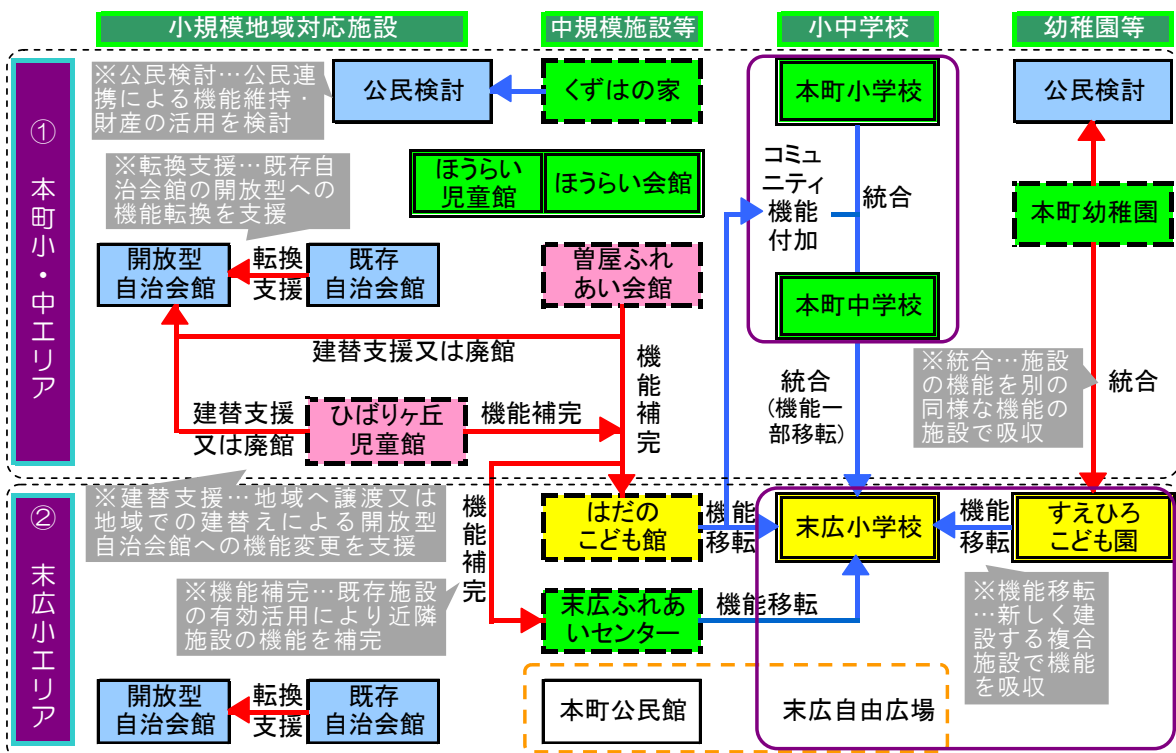 小規模地域対応施設
中規模施設等
小中学校
幼稚園等
①
本町小・中エリア
※公民検討…公民連
携による機能維持・
財産の活用を検討
公民検討
くずはの家
本町小学校
公民検討
※転換支援…既存自
治会館の開放型への
機能転換を支援
ほうらい
児童館
ほうらい会館
コミュ
ニティ
機能
付加
統合
本町幼稚園
開放型
自治会館
転換
支援
既存
自治会館
曽屋ふれ
あい会館
本町中学校
建替支援又は廃館
機能補完
統合
(機能一
部移転)
※統合…施設
の機能を別の
同様な機能の
施設で吸収
統合
建替支援
又は廃館
ひばりヶ丘
児童館
機能補完
②
末広小エリア
※建替支援…地域へ譲渡又は
地域での建替えによる開放型
自治会館への機能変更を支援
機能補完
はだの
こども館
機能
移転
末広小学校
機能
移転
すえひろ
こども園
※機能補完…既存施設
の有効活用により近隣
施設の機能を補完
末広ふれあ
いセンター
機能移転
※機能移転
…新しく建
設する複合
施設で機能
を吸収
開放型
自治会館
転換
支援
既存
自治会館
本町公民館
末広自由広場